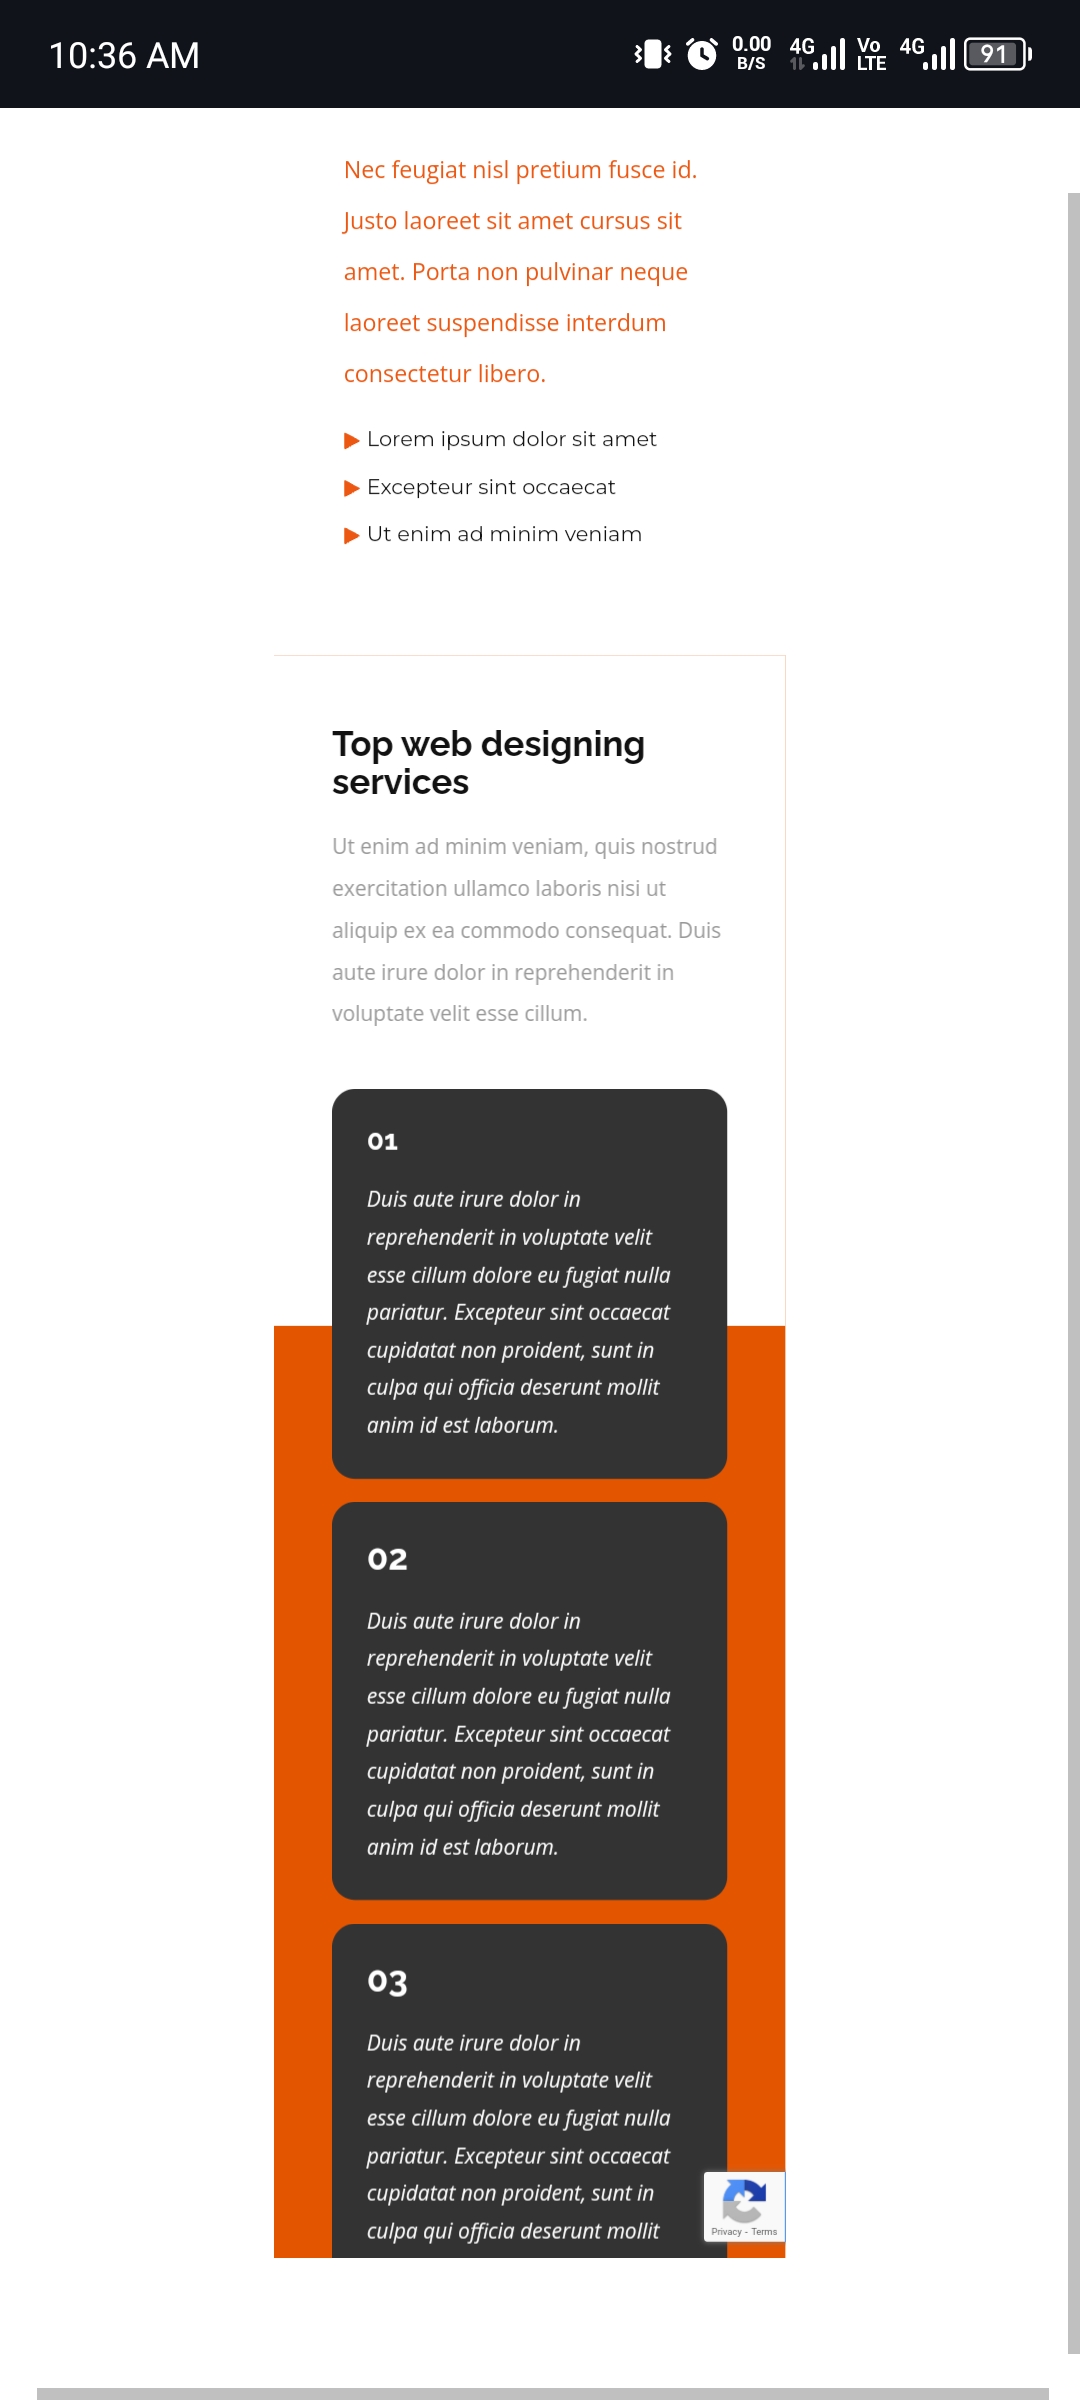 10:36 AM
0.00 B/S 4G Vo LTE 4G 91
Nec feugiat nisl pretium fusce id.
Justo laoreet sit amet cursus sit
amet. Porta non pulvinar neque
laoreet suspendisse interdum
consectetur libero.
Lorem ipsum dolor sit amet
Excepteur sint occaecat
Ut enim ad minim veniam
Top web designing
services
Ut enim ad minim veniam, quis nostrud
exercitation ullamco laboris nisi ut
aliquip ex ea commodo consequat. Duis
aute irure dolor in reprehenderit in
voluptate velit esse cillum.
01
Duis aute irure dolor in
reprehenderit in voluptate velit
esse cillum dolore eu fugiat nulla
pariatur. Excepteur sint occaecat
cupidatat non proident, sunt in
culpa qui officia deserunt mollit
anim id est laborum.
02
Duis aute irure dolor in
reprehenderit in voluptate velit
esse cillum dolore eu fugiat nulla
pariatur. Excepteur sint occaecat
cupidatat non proident, sunt in
culpa qui officia deserunt mollit
anim id est laborum.
03
Duis aute irure dolor in
reprehenderit in voluptate velit
esse cillum dolore eu fugiat nulla
pariatur. Excepteur sint occaecat
cupidatat non proident, sunt in
culpa qui officia deserunt mollit
Privacy - Terms